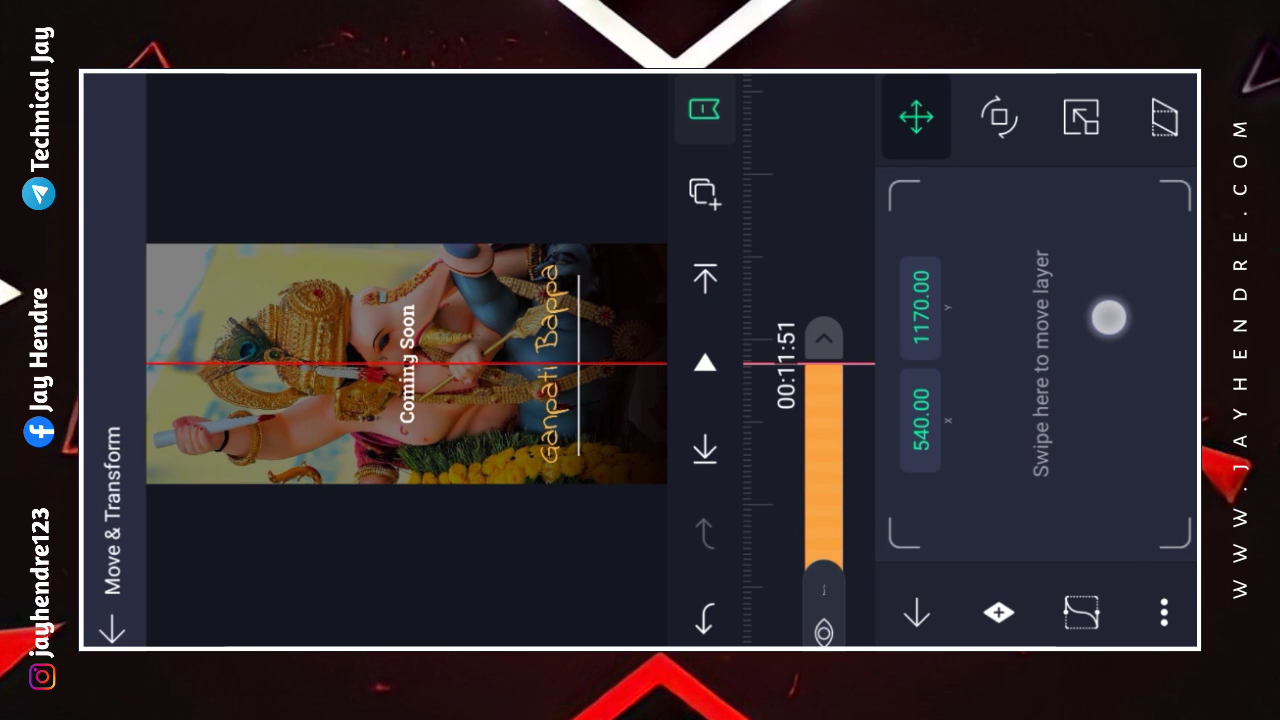 Technical Jay
Jay Hendre
jayhendre123
Move & Transform
Coming Soon
Ganpati Bappa
00:11:51
540.00
X
1170.00
Y
Swipe here to move layer
WWW.JAYHENDRE.COM